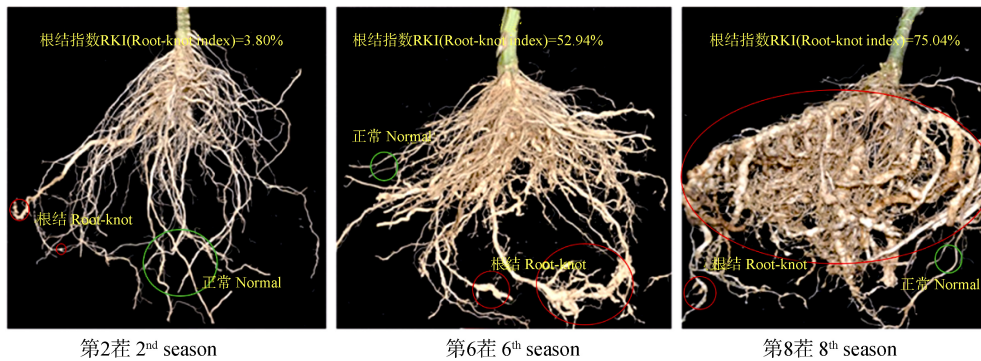 根结指数RKI(Root-knot index)=3.80%
根结 Root-knot
正常 Normal
第2茬 2nd season
根结指数RKI(Root-knot index)=52.94%
正常 Normal
根结 Root-knot
第6茬 6th season
根结指数RKI(Root-knot index)=75.04%
根结 Root-knot
正常 Normal
第8茬 8th season